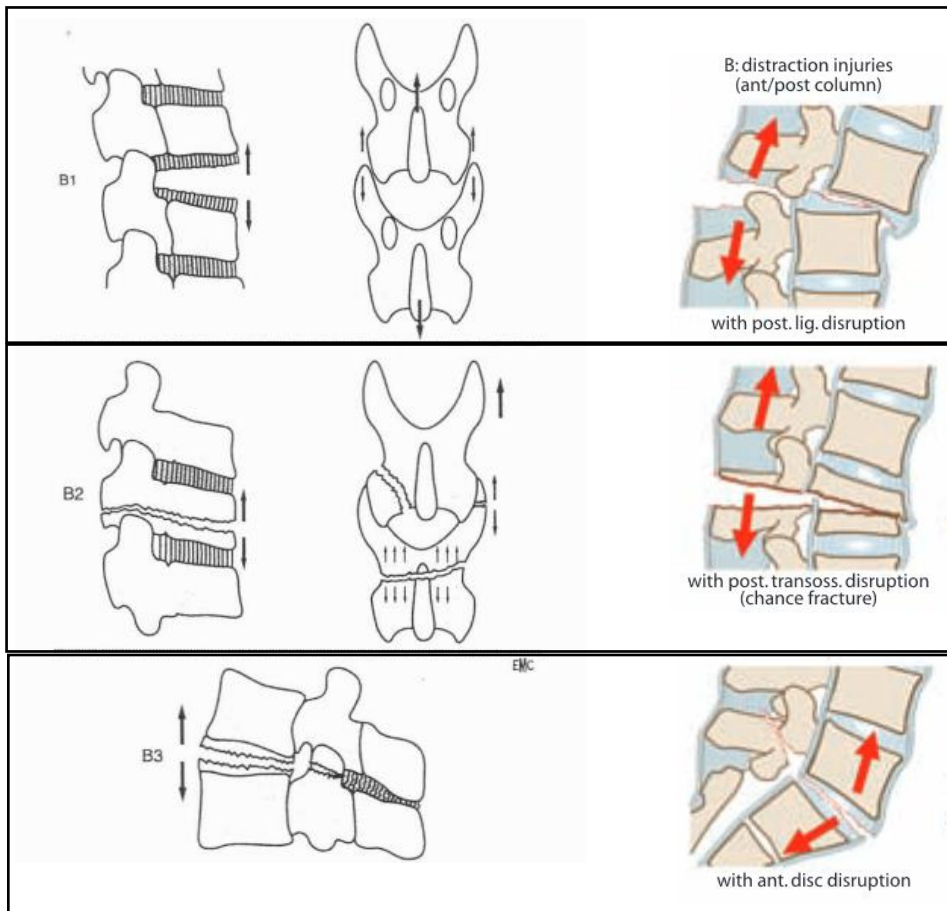 B1
B: distraction injuries
(ant/post column)
with post. lig. disruption
B2
with post. transoss. disruption
(chance fracture)
EMC
B3
with ant. disc disruption